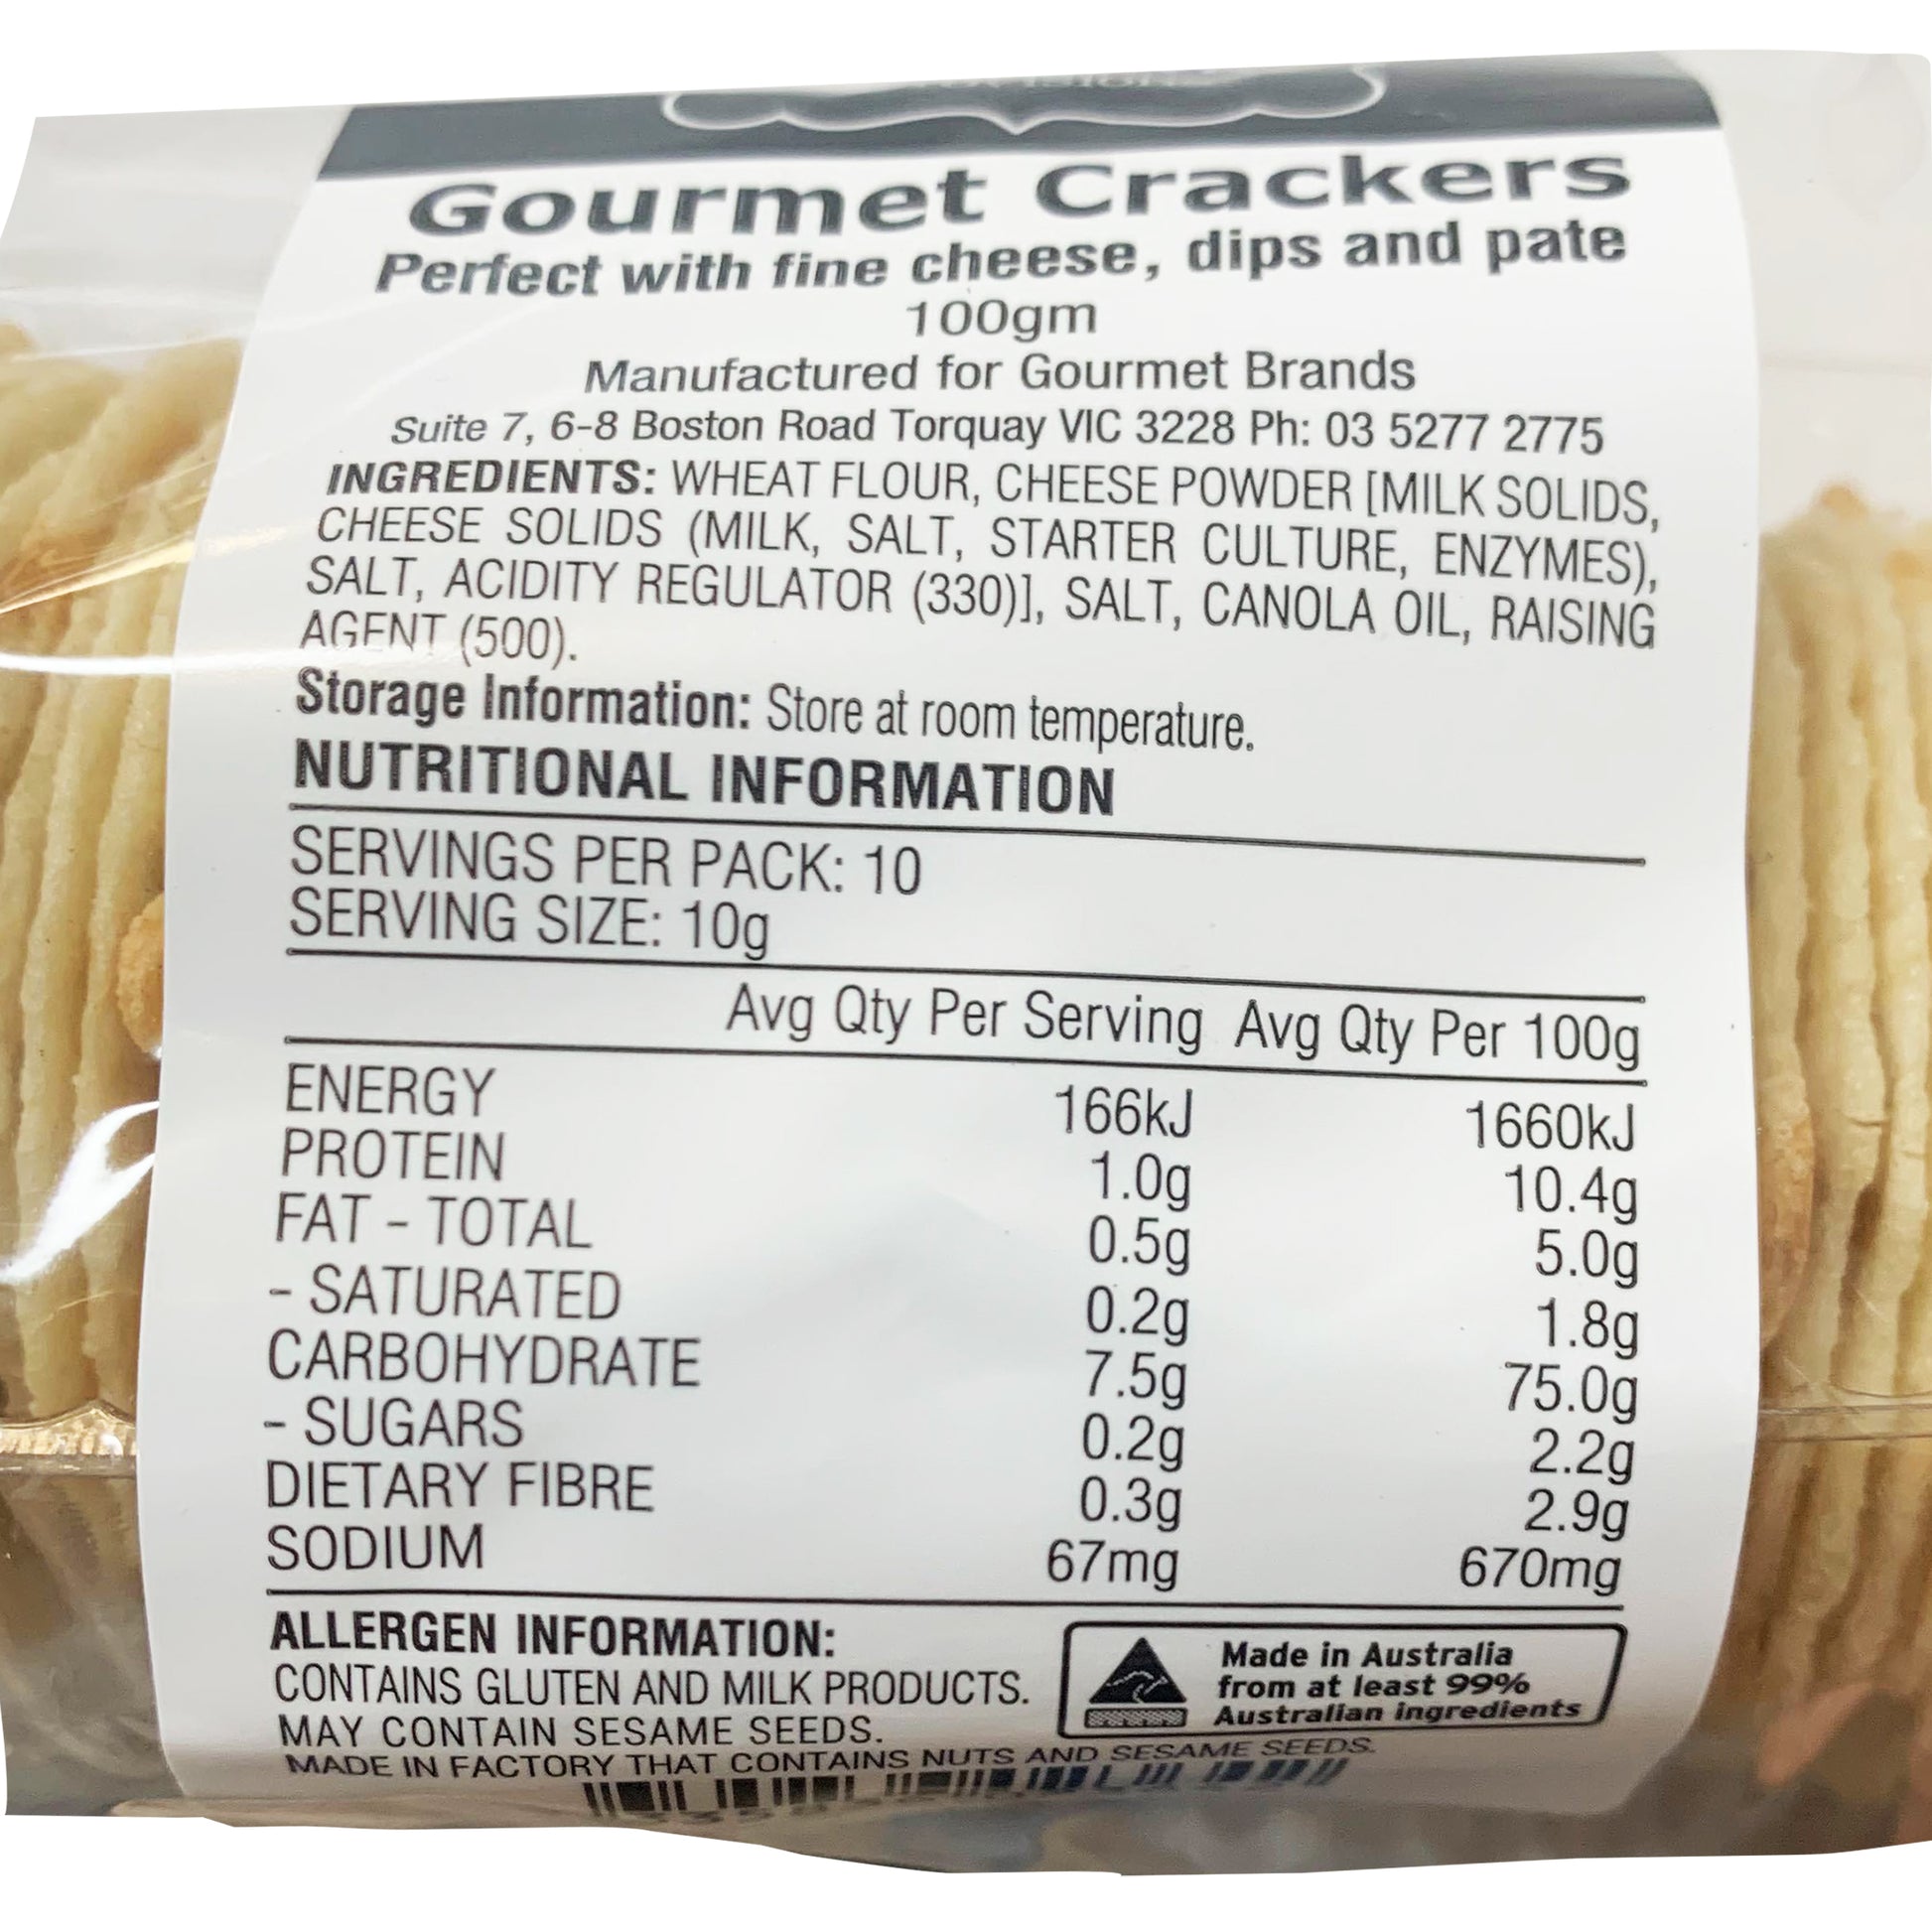 Gourmet Crackers
Perfect with fine cheese, dips and pate
100gm
Manufactured for Gourmet Brands
Suite 7, 6-8 Boston Road Torquay VIC 3228 Ph: 03 5277 2775
INGREDIENTS: WHEAT FLOUR, CHEESE POWDER [MILK SOLIDS,
CHEESE SOLIDS (MILK, SALT, STARTER CULTURE, ENZYMES),
SALT, ACIDITY REGULATOR (330)], SALT, CANOLA OIL, RAISING
AGENT (500).
Storage Information: Store at room temperature.
NUTRITIONAL INFORMATION
SERVINGS PER PACK: 10
SERVING SIZE: 10g
Avg Qty Per Serving Avg Qty Per 100g
ENERGY 166kJ 1660kJ
PROTEIN 1.0g 10.4g
FAT - TOTAL 0.5g 5.0g
- SATURATED 0.2g 1.8g
CARBOHYDRATE 7.5g 75.0g
- SUGARS 0.2g 2.2g
DIETARY FIBRE 0.3g 2.9g
SODIUM 67mg 670mg
ALLERGEN INFORMATION:
CONTAINS GLUTEN AND MILK PRODUCTS.
MAY CONTAIN SESAME SEEDS.
MADE IN FACTORY THAT CONTAINS NUTS AND SESAME SEEDS.
Made in Australia
from at least 99%
Australian ingredients